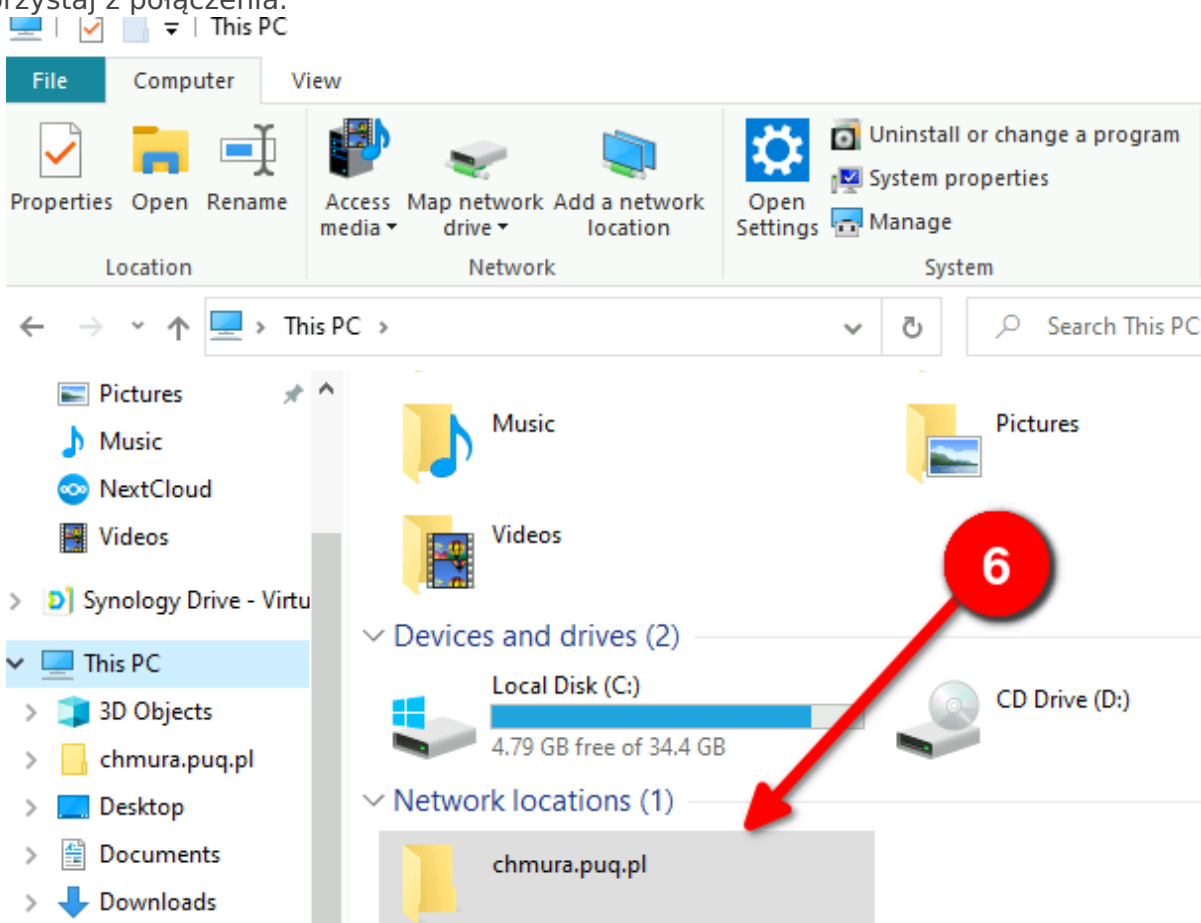 orzystaj z połączenia.
This PC
File Computer View
Properties Open Rename Access media Map network drive Add a network location Open Settings Uninstall or change a program
System properties
Manage
Location Network System
This PC Search This PC
Pictures
Music
NextCloud
Videos
Synology Drive - Virtu
This PC
3D Objects
chmura.puq.pl
Desktop
Documents
Downloads
Music Pictures
Videos
6
Devices and drives (2)
Local Disk (C:)
4.79 GB free of 34.4 GB
CD Drive (D:)
Network locations (1)
chmura.puq.pl